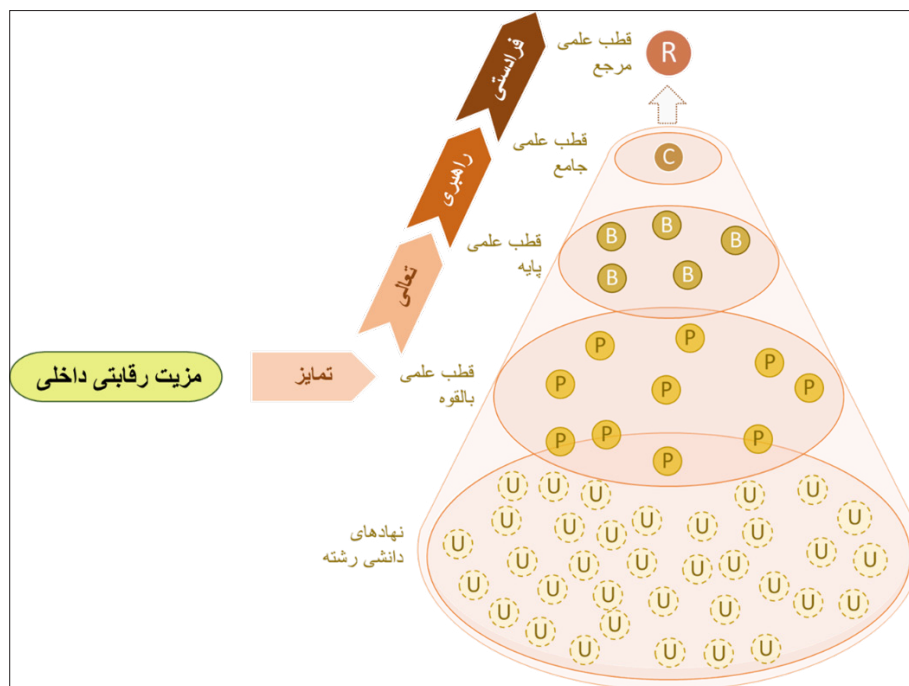 قطب علمی
مرجع
R
فرادستی
قطب علمی
جامع
C
راهبری
قطب علمی
پایه
B B B
B B
تعالی
مزیت رقابتی داخلی
تمایز
قطب علمی
بالقوه
P P
P
P P P
P P P
P
نهادهای
دانشی رشته
U U U U U
U U U U U U U
U U U U U U U U
U U U U U U U
U U U U
U U U U